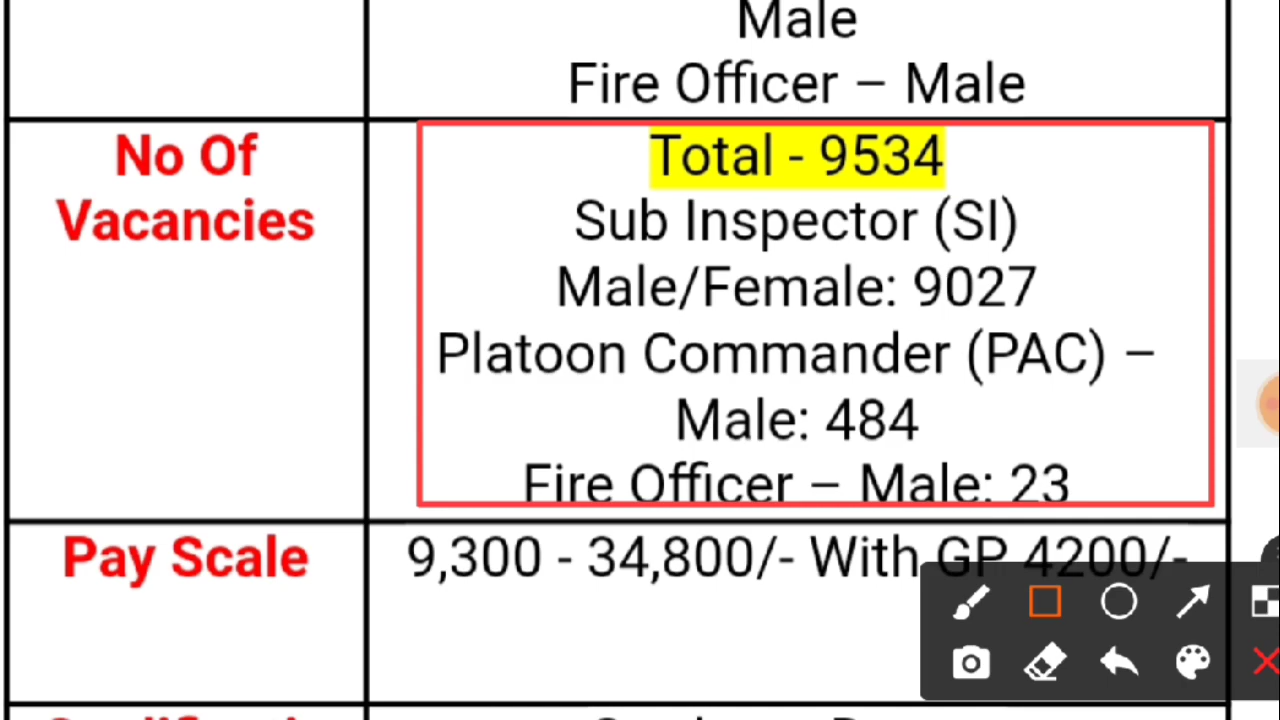 Male
Fire Officer – Male
No Of
Vacancies
Total - 9534
Sub Inspector (SI)
Male/Female: 9027
Platoon Commander (PAC) –
Male: 484
Fire Officer – Male: 23
Pay Scale
9,300 - 34,800/- With GP 4200/-